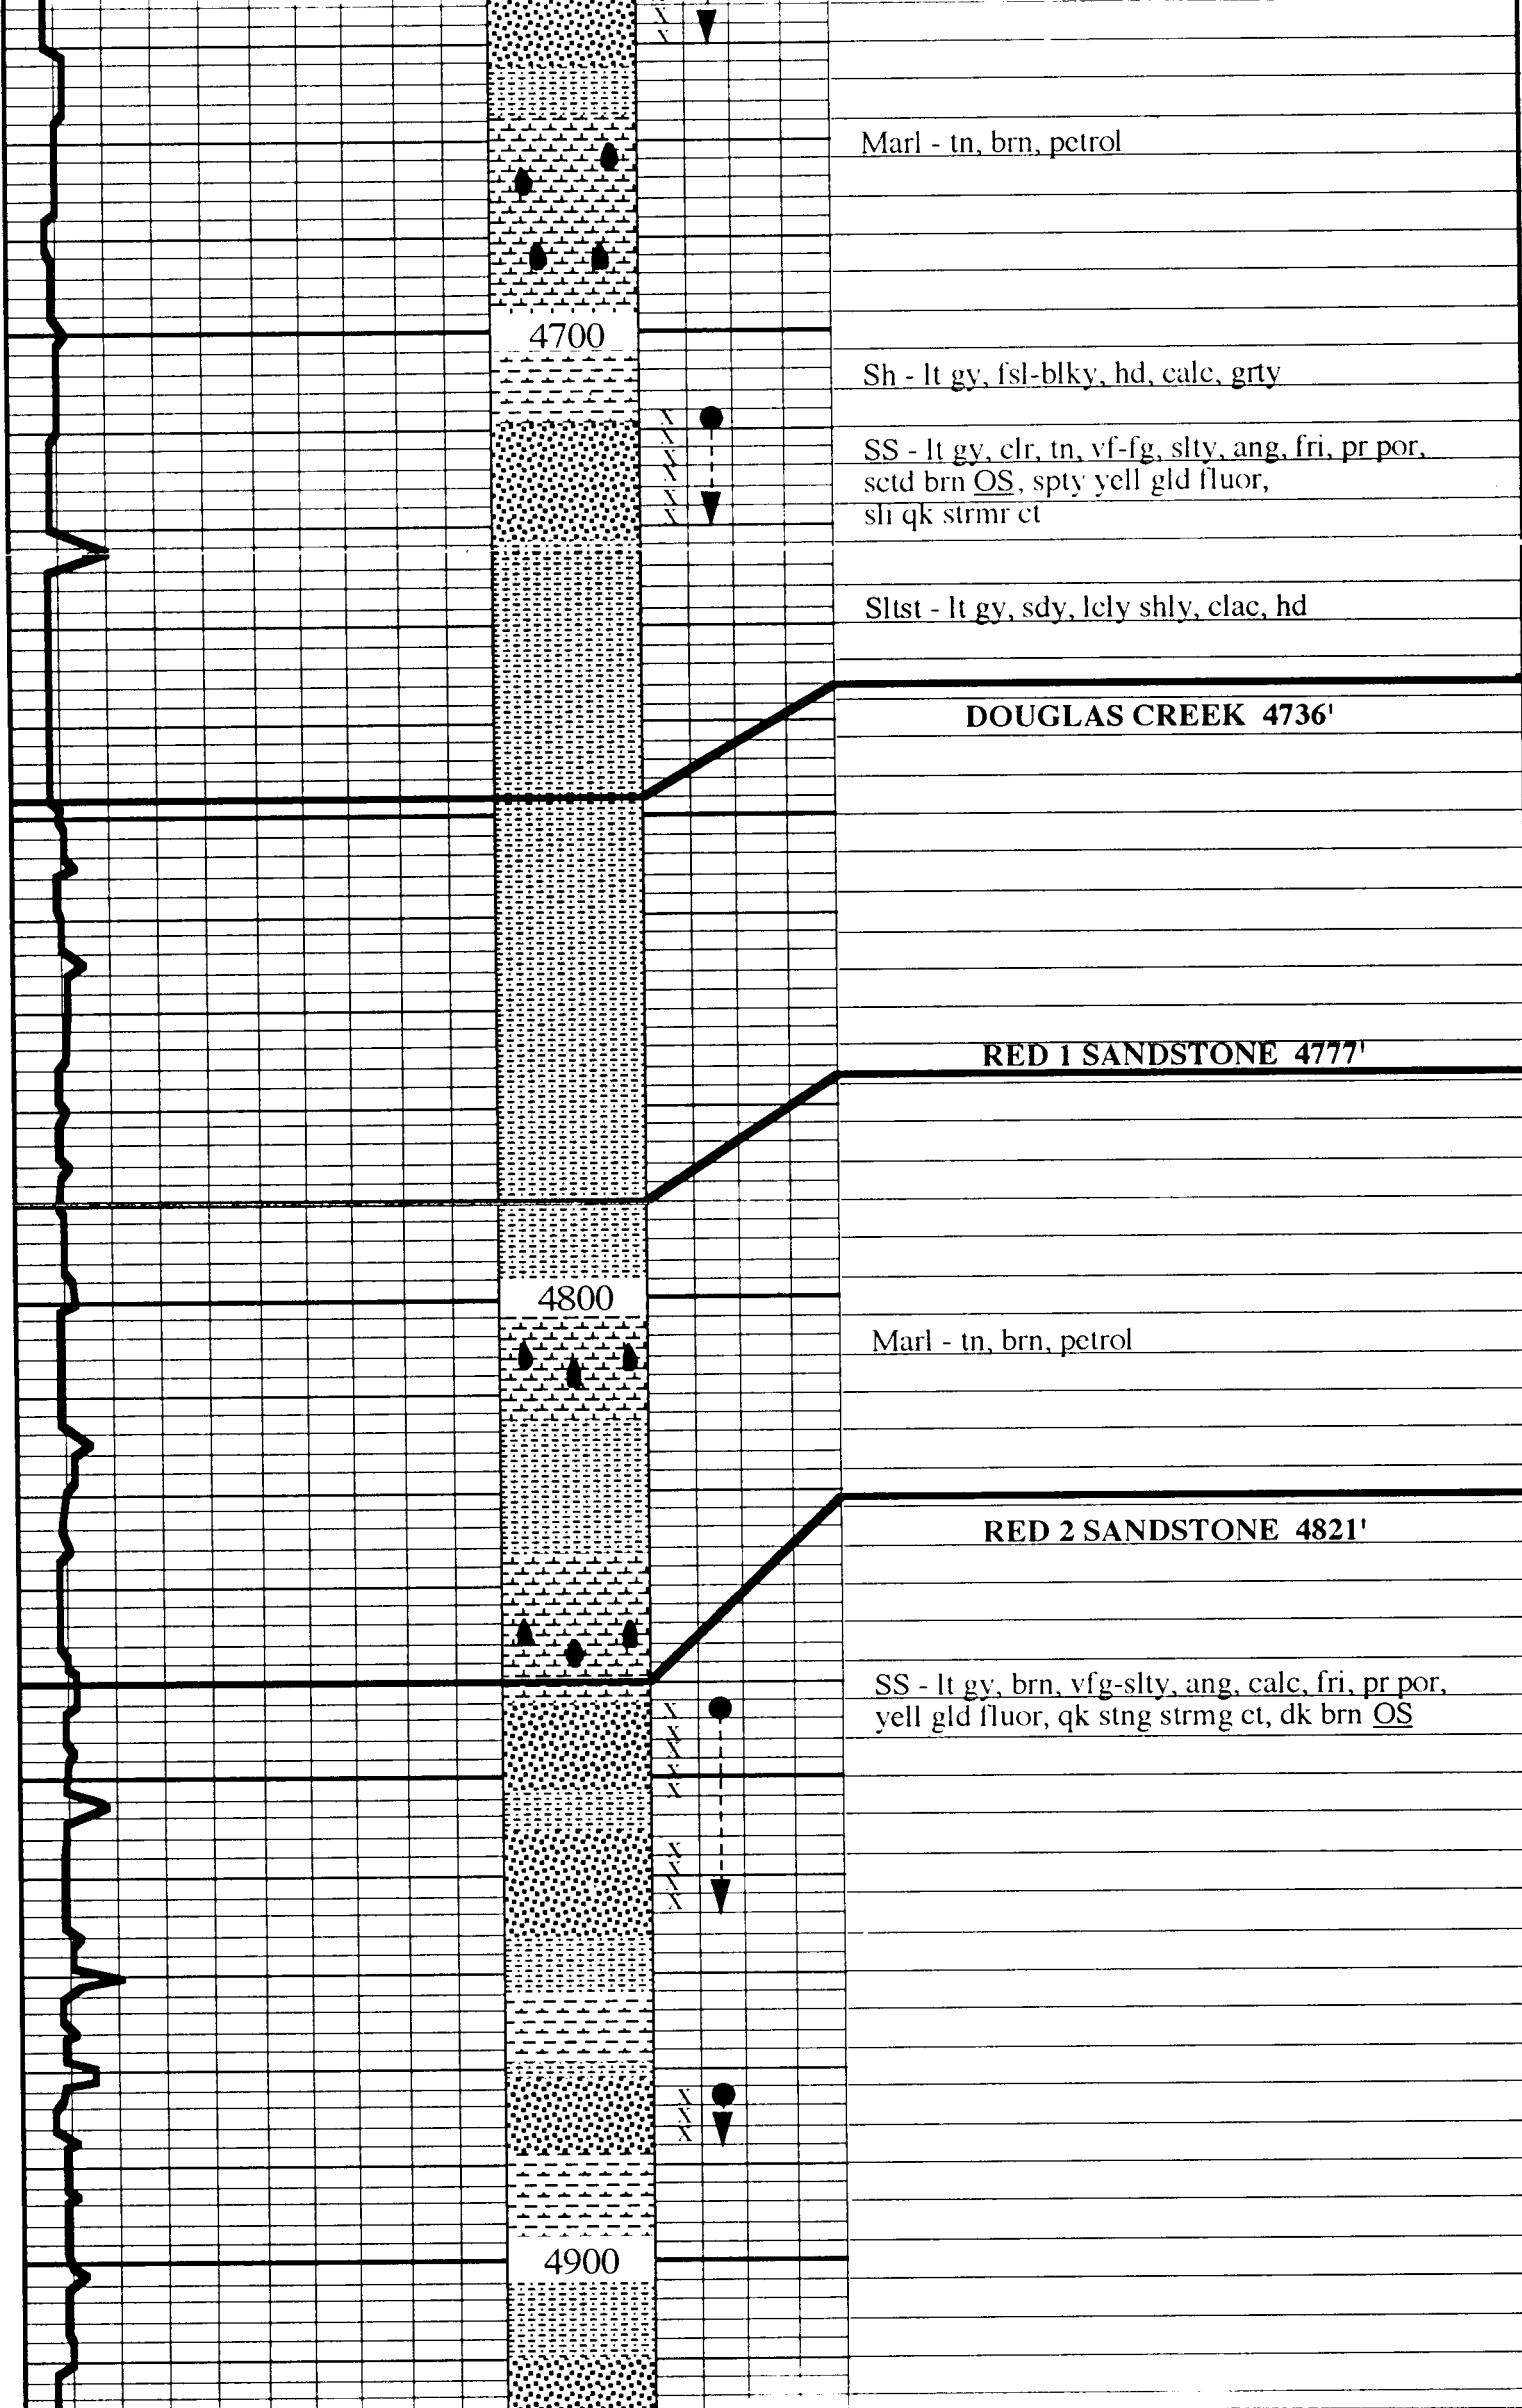 X
X
Marl - tn, brn, petrol
4700
Sh - lt gy, fsl-blky, hd, calc, grty
X
X
X
X
X
X
SS - lt gy, clr, tn, vf-fg, slty, ang, fri, pr por,
sctd brn OS, spty yell gld fluor,
sli qk strmr ct
Sltst - lt gy, sdy, lcly shly, clac, hd
DOUGLAS CREEK 4736'
RED 1 SANDSTONE 4777'
4800
Marl - tn, brn, petrol
RED 2 SANDSTONE 4821'
SS - lt gy, brn, vfg-slty, ang, calc, fri, pr por,
yell gld fluor, qk stng strmg ct, dk brn OS
X
X
X
X
X
X
X
X
X
X
X
X
4900